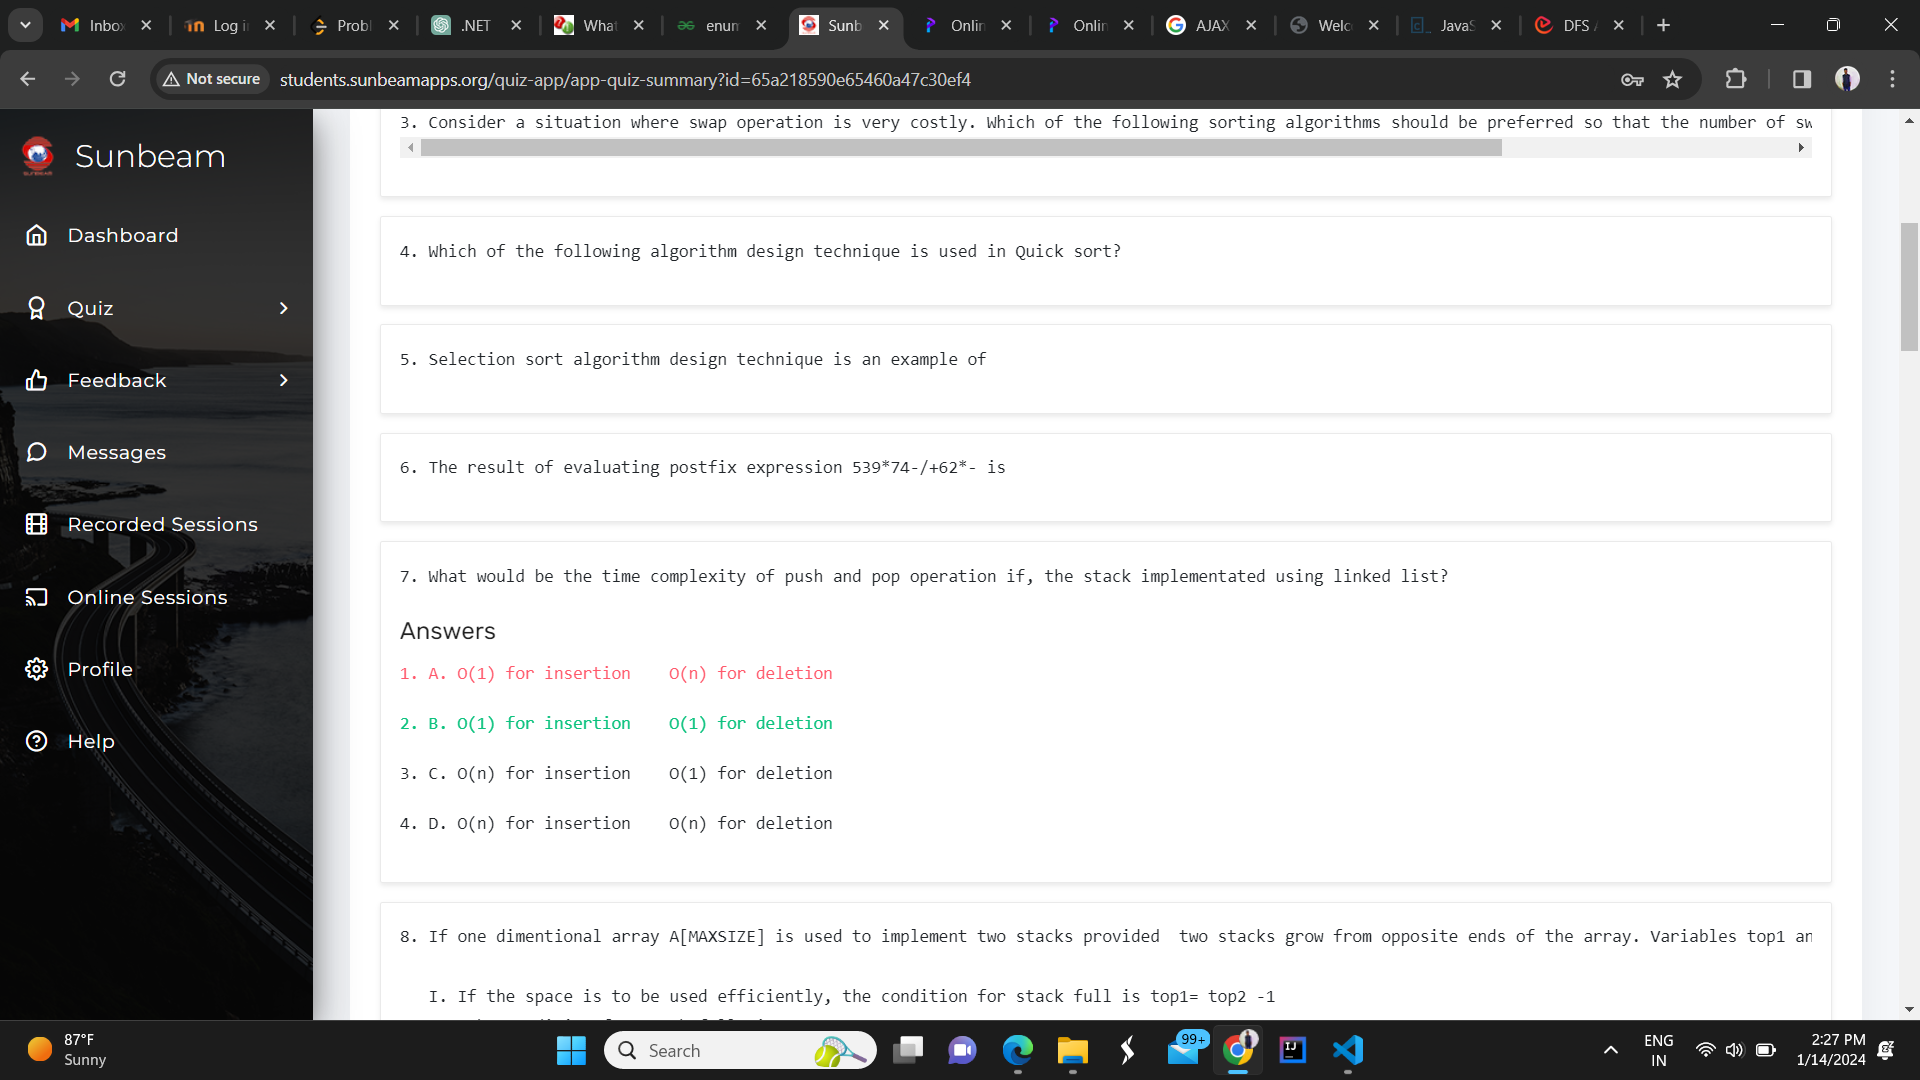 Inbox
Log i
Probl
.NET
What
enum
Sunb
Onlin
Onlin
AJAX
Welc
JavaS
DFS
Not secure
students.sunbeamapps.org/quiz-app/app-quiz-summary?id=65a218590e65460a47c30ef4
Sunbeam
Dashboard
Quiz
Feedback
Messages
Recorded Sessions
Online Sessions
Profile
Help
3. Consider a situation where swap operation is very costly. Which of the following sorting algorithms should be preferred so that the number of sw
4. Which of the following algorithm design technique is used in Quick sort?
5. Selection sort algorithm design technique is an example of
6. The result of evaluating postfix expression 539*74-/+62*- is
7. What would be the time complexity of push and pop operation if, the stack implementated using linked list?
Answers
1. A. O(1) for insertion    O(n) for deletion
2. B. O(1) for insertion    O(1) for deletion
3. C. O(n) for insertion    O(1) for deletion
4. D. O(n) for insertion    O(n) for deletion
8. If one dimentional array A[MAXSIZE] is used to implement two stacks provided  two stacks grow from opposite ends of the array. Variables top1 an
I. If the space is to be used efficiently, the condition for stack full is top1= top2 -1
87°F
Sunny
Search
99+
IJ
ENG
IN
2:27 PM
1/14/2024